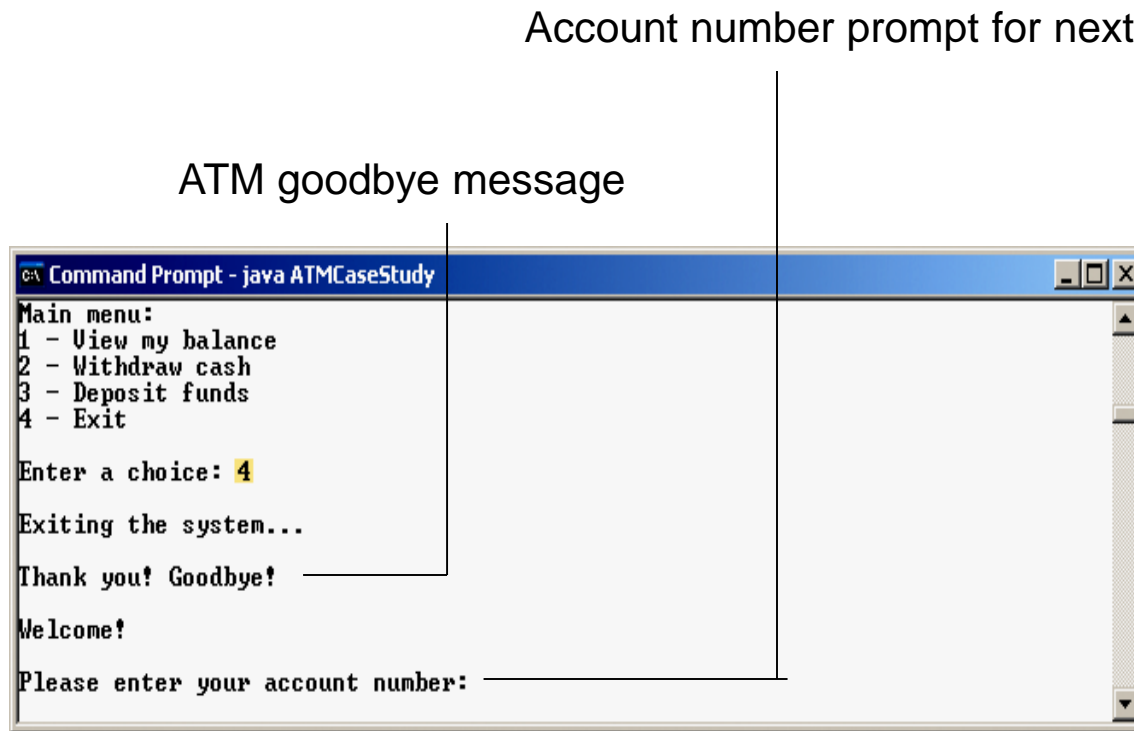 Account number prompt for next
ATM goodbye message
Command Prompt - java ATMCaseStudy
Main menu:
1 - View my balance
2 - Withdraw cash
3 - Deposit funds
4 - Exit
Enter a choice: 4
Exiting the system...
Thank you! Goodbye!
Welcome!
Please enter your account number: